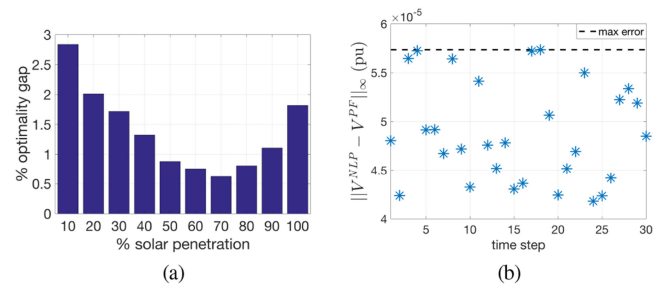 % optimality gap
3
2.5
2
1.5
1
0.5
0
10 20 30 40 50 60 70 80 90 100
% solar penetration
(a)
×10⁻⁵
6
5.5
5
4.5
4
||V^{NLP} − V^{PF}||_∞ (pu)
max error
5 10 15 20 25 30
time step
(b)